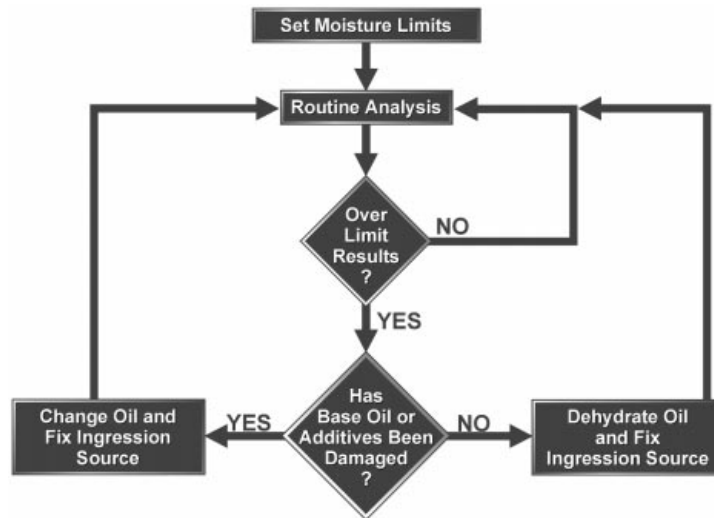 Set Moisture Limits
Routine Analysis
Over
Limit
Results
?
NO
YES
Has
Base Oil or
Additives Been
Damaged
?
YES
NO
Change Oil and
Fix Ingression
Source
Dehydrate Oil
and Fix
Ingression Source